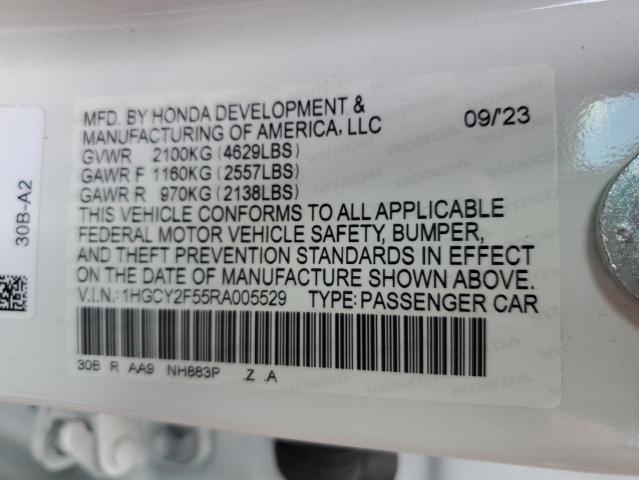 MFD. BY HONDA DEVELOPMENT &
MANUFACTURING OF AMERICA, LLC 09/'23
GVWR 2100KG (4629LBS)
GAWR F 1160KG (2557LBS)
GAWR R 970KG (2138LBS)
THIS VEHICLE CONFORMS TO ALL APPLICABLE
FEDERAL MOTOR VEHICLE SAFETY, BUMPER,
AND THEFT PREVENTION STANDARDS IN EFFECT
ON THE DATE OF MANUFACTURE SHOWN ABOVE.
V.I.N.: 1HGCY2F55RA005529 TYPE: PASSENGER CAR
30B R AA9 NH883P .Z .A
30B-A2
HONDA